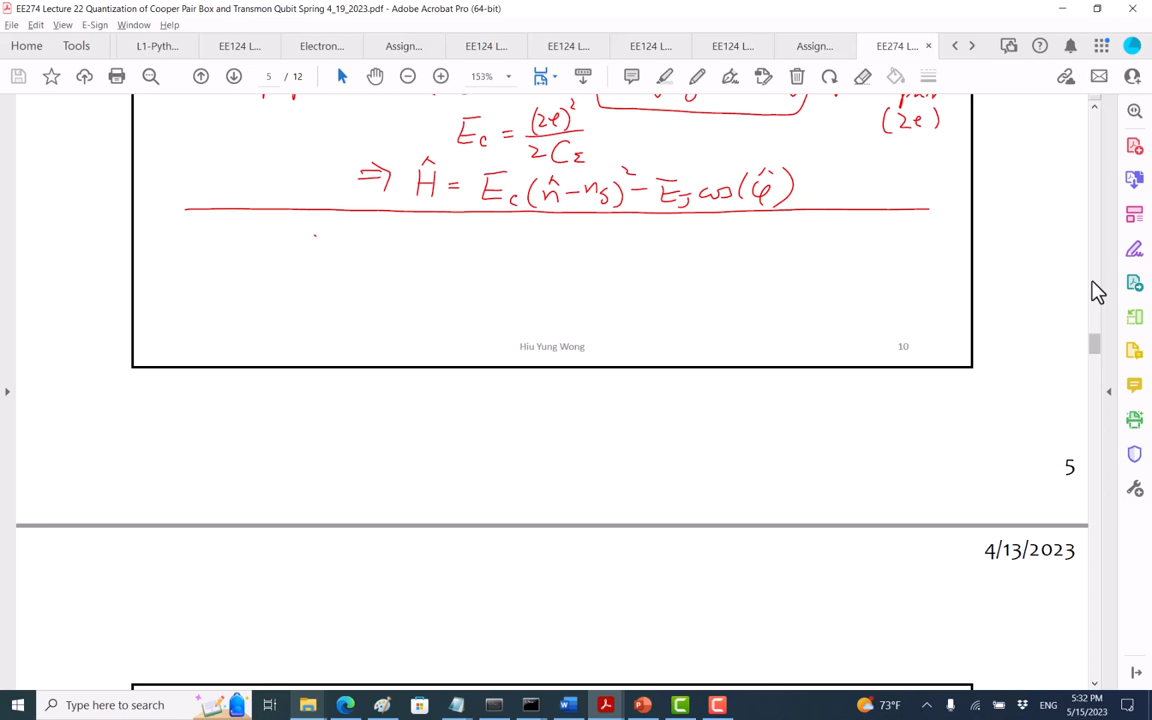 EE274 Lecture 22 Quantization of Cooper Pair Box and Transmon Qubit Spring 4_19_2023.pdf - Adobe Acrobat Pro (64-bit)
File Edit View E-Sign Window Help
Home Tools L1-Pyth... EE124 L... Electron... Assign... EE124 L... EE124 L... EE124 L... EE124 L... Assign... EE274 L...
5 / 12 153%
E_c = (2e)² / 2C_Σ
(2e)
⇒ Ĥ = E_c(n̂ - n_g)² - E_J cos(φ̂)
Hiu Yung Wong 10
5
4/13/2023
Type here to search 73°F ENG 5:32 PM
5/15/2023